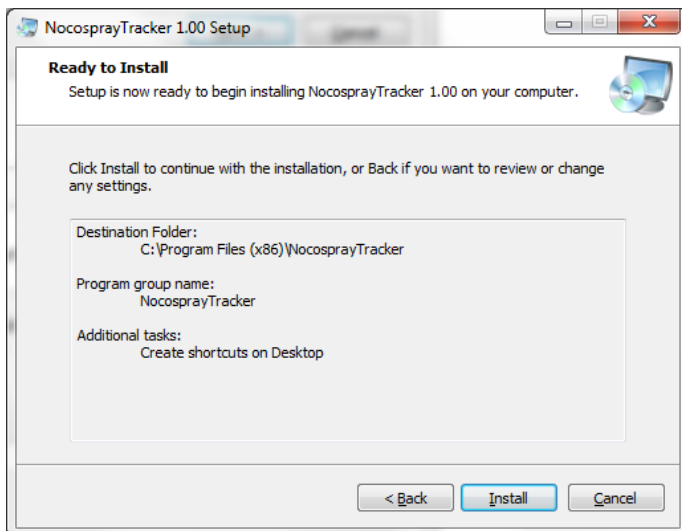 NocosprayTracker 1.00 Setup
Ready to Install
Setup is now ready to begin installing NocosprayTracker 1.00 on your computer.
Click Install to continue with the installation, or Back if you want to review or change
any settings.
Destination Folder:
C:\Program Files (x86)\NocosprayTracker
Program group name:
NocosprayTracker
Additional tasks:
Create shortcuts on Desktop
< Back
Install
Cancel